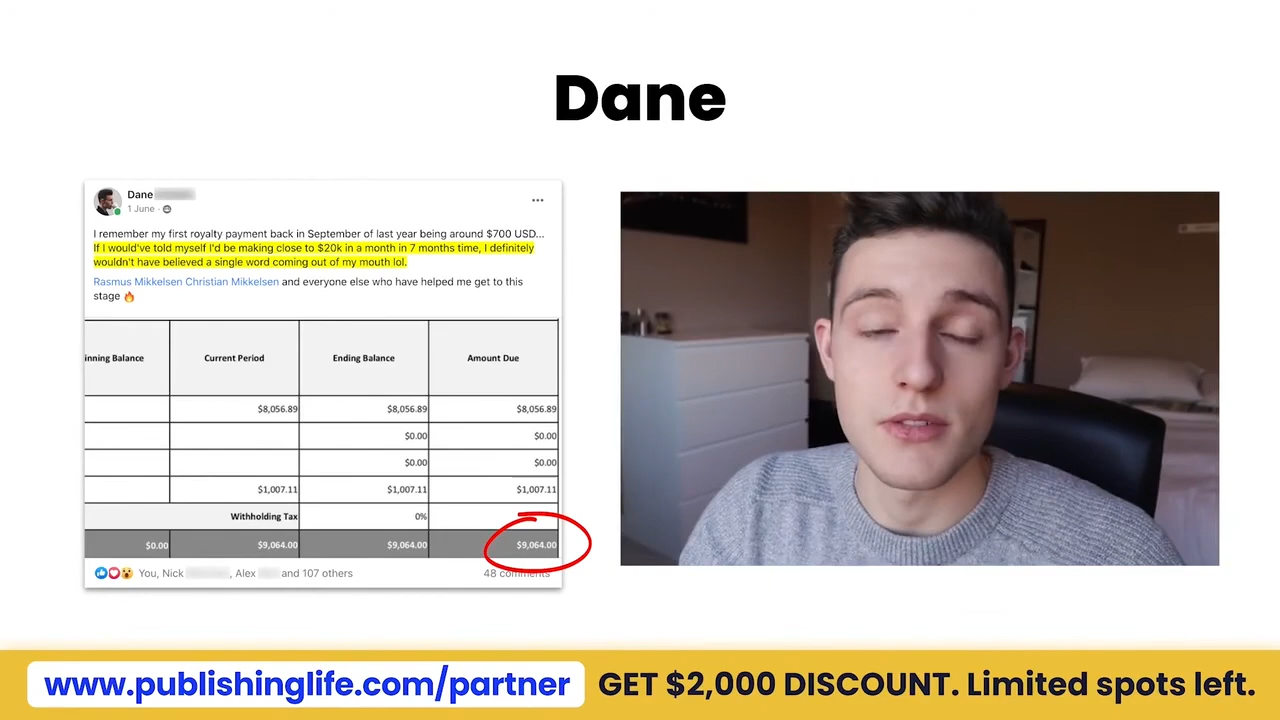 Dane
Dane
1 June ·
I remember my first royalty payment back in September of last year being around $700 USD...
If I would've told myself I'd be making close to $20k in a month in 7 months time, I definitely
wouldn't have believed a single word coming out of my mouth lol.
Rasmus Mikkelsen Christian Mikkelsen and everyone else who have helped me get to this
stage 🔥
inning Balance Current Period Ending Balance Amount Due
$8,056.89 $8,056.89 $8,056.89
$0.00 $0.00
$0.00 $0.00
$1,007.11 $1,007.11 $1,007.11
Withholding Tax 0%
$0.00 $9,064.00 $9,064.00 $9,064.00
You, Nick , Alex and 107 others 48 comments
www.publishinglife.com/partner GET $2,000 DISCOUNT. Limited spots left.